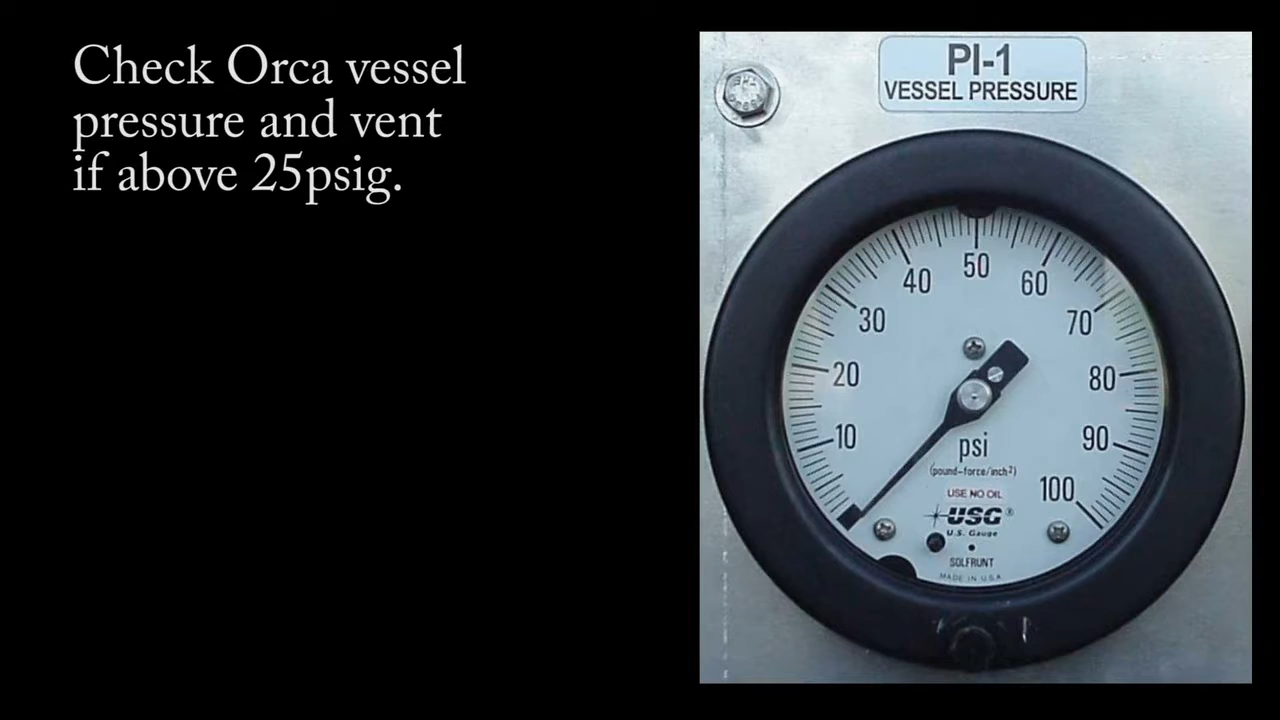 Check Orca vessel
pressure and vent
if above 25psig.
PI-1
VESSEL PRESSURE
50
40
60
30
70
20
80
10
90
psi
(pound-force/inch²)
100
USE NO OIL
USG®
U.S. Gauge
SOLFRUNT
MADE IN U.S.A.